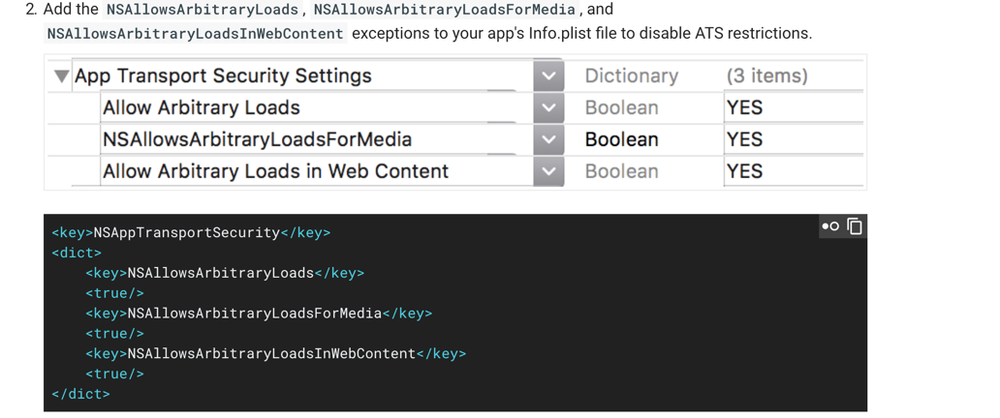 2. Add the NSAllowsArbitraryLoads, NSAllowsArbitraryLoadsForMedia, and
NSAllowsArbitraryLoadsInWebContent exceptions to your app's Info.plist file to disable ATS restrictions.
App Transport Security Settings Dictionary (3 items)
Allow Arbitrary Loads Boolean YES
NSAllowsArbitraryLoadsForMedia Boolean YES
Allow Arbitrary Loads in Web Content Boolean YES
<key>NSAppTransportSecurity</key>
<dict>
<key>NSAllowsArbitraryLoads</key>
<true/>
<key>NSAllowsArbitraryLoadsForMedia</key>
<true/>
<key>NSAllowsArbitraryLoadsInWebContent</key>
<true/>
</dict>